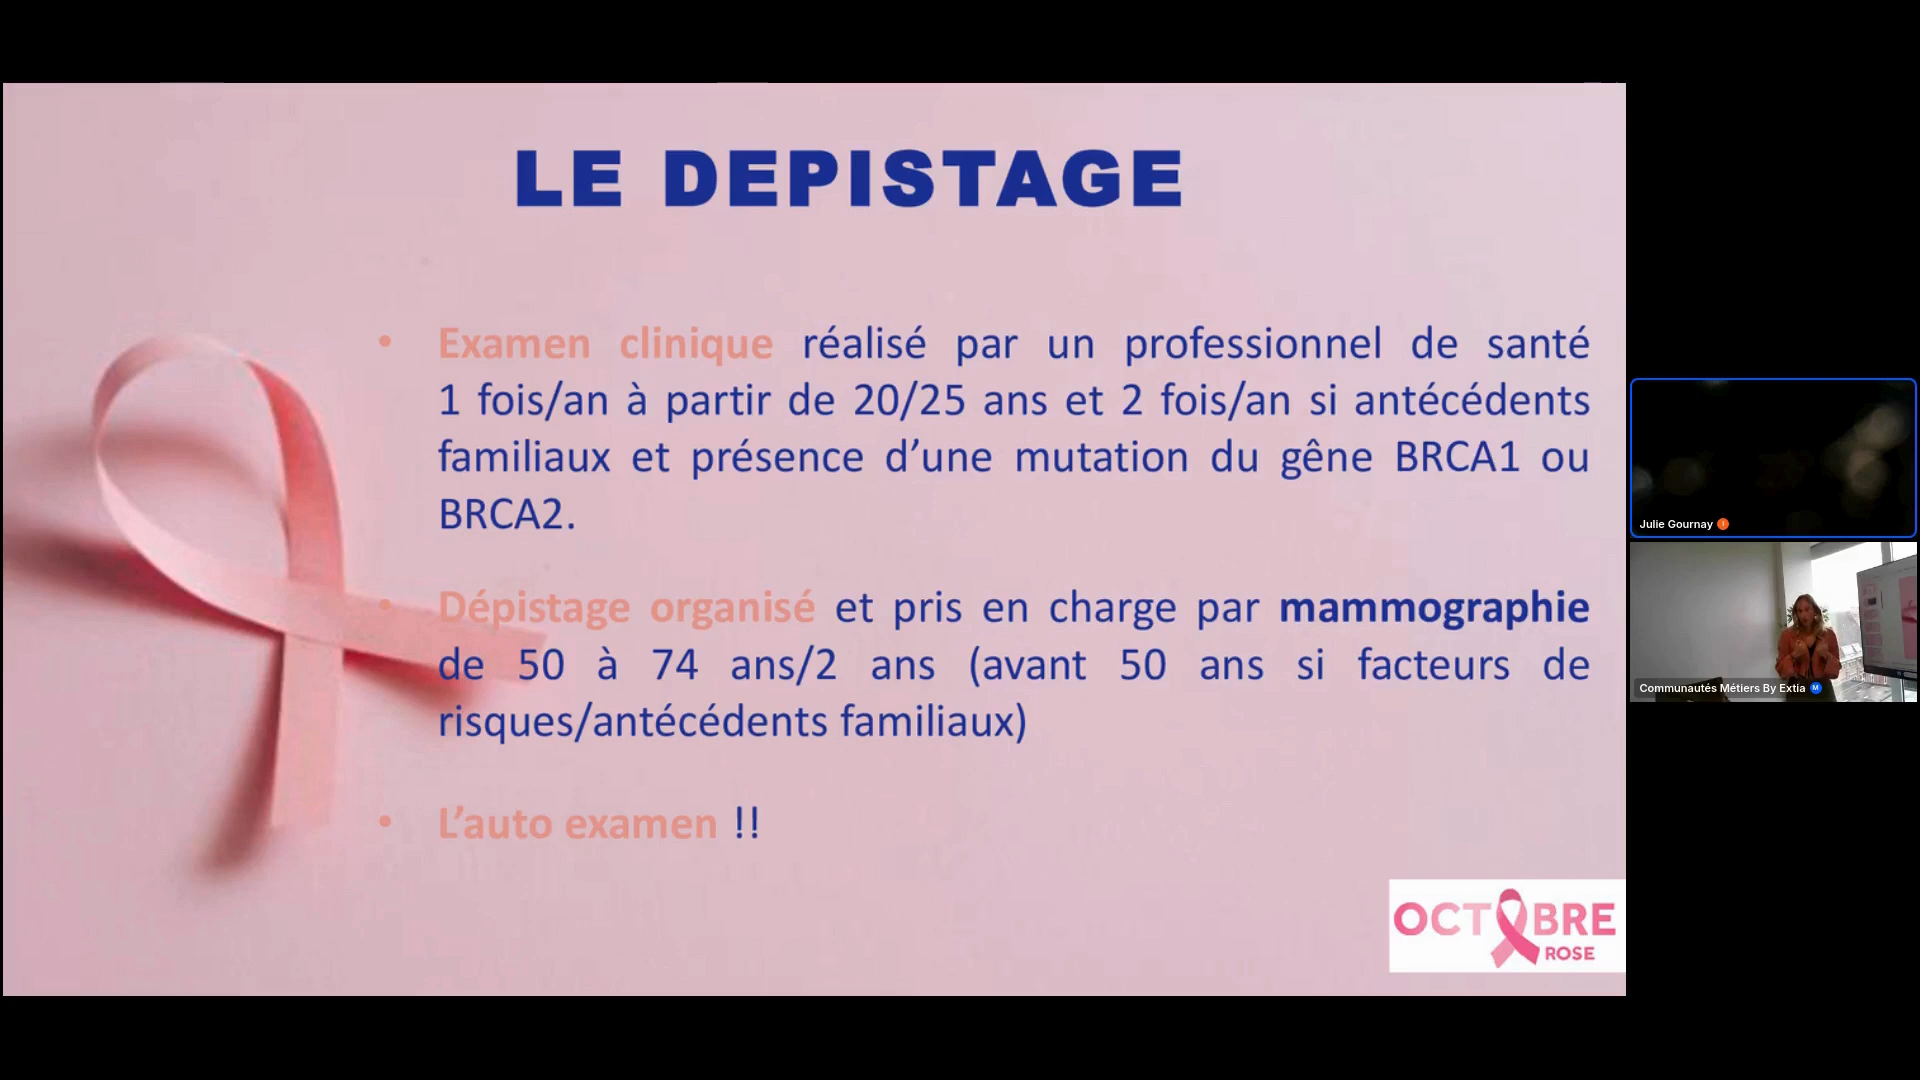 LE DEPISTAGE
• Examen clinique réalisé par un professionnel de santé
1 fois/an à partir de 20/25 ans et 2 fois/an si antécédents
familiaux et présence d’une mutation du gêne BRCA1 ou
BRCA2.
• Dépistage organisé et pris en charge par mammographie
de 50 à 74 ans/2 ans (avant 50 ans si facteurs de
risques/antécédents familiaux)
• L’auto examen !!
OCTOBRE
ROSE
Julie Gournay
Communautés Métiers By Extia M